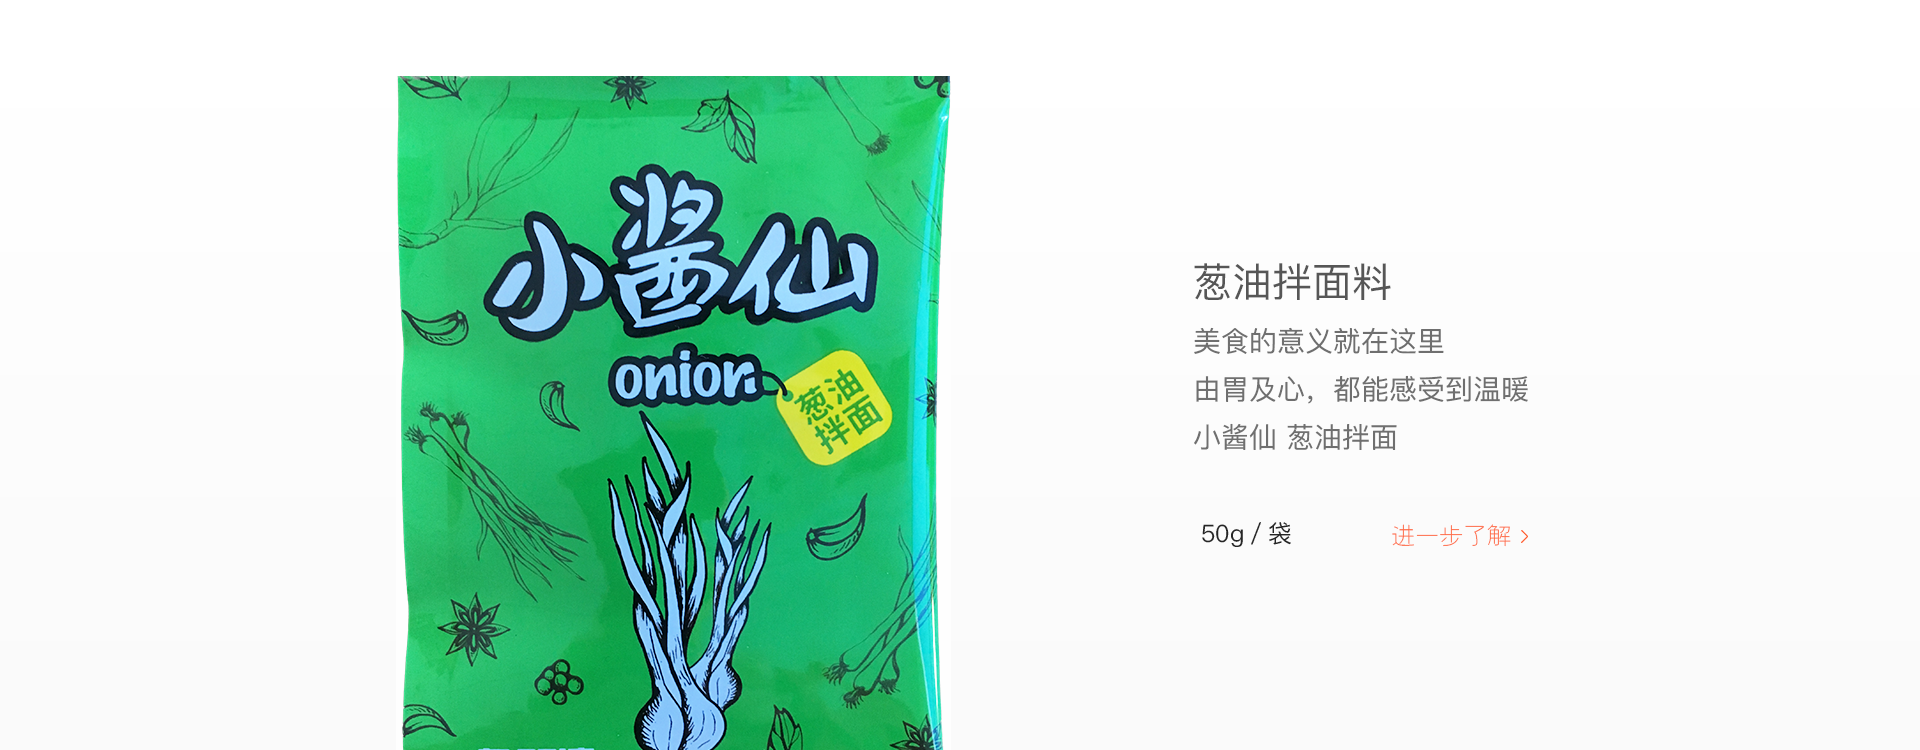 小酱仙
onion
葱油
拌面
葱油拌面料
美食的意义就在这里
由胃及心，都能感受到温暖
小酱仙 葱油拌面
50g / 袋
进一步了解 >